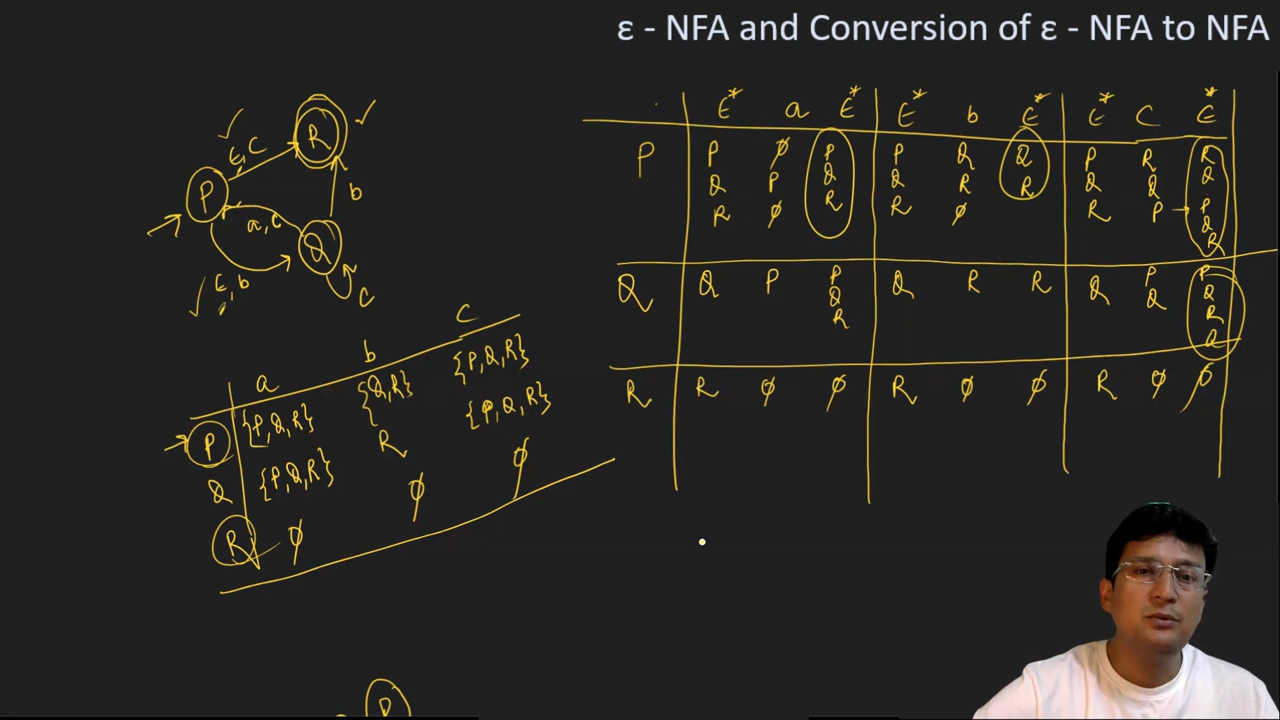 ε - NFA and Conversion of ε - NFA to NFA
R
ε, c
P
b
a, c
Q
ε, b
c
ε* a ε* ε* b ε* ε* c ε*
P P ϕ P P Q Q P R R
Q P Q Q R R Q Q Q
R ϕ R R ϕ R P P
Q
R
Q Q P P Q R R Q P P
Q Q Q
R R
Q
R R ϕ ϕ R ϕ ϕ R ϕ ϕ
a b c
P {P,Q,R} {Q,R} {P,Q,R}
Q {P,Q,R} R {P,Q,R}
R ϕ ϕ ϕ